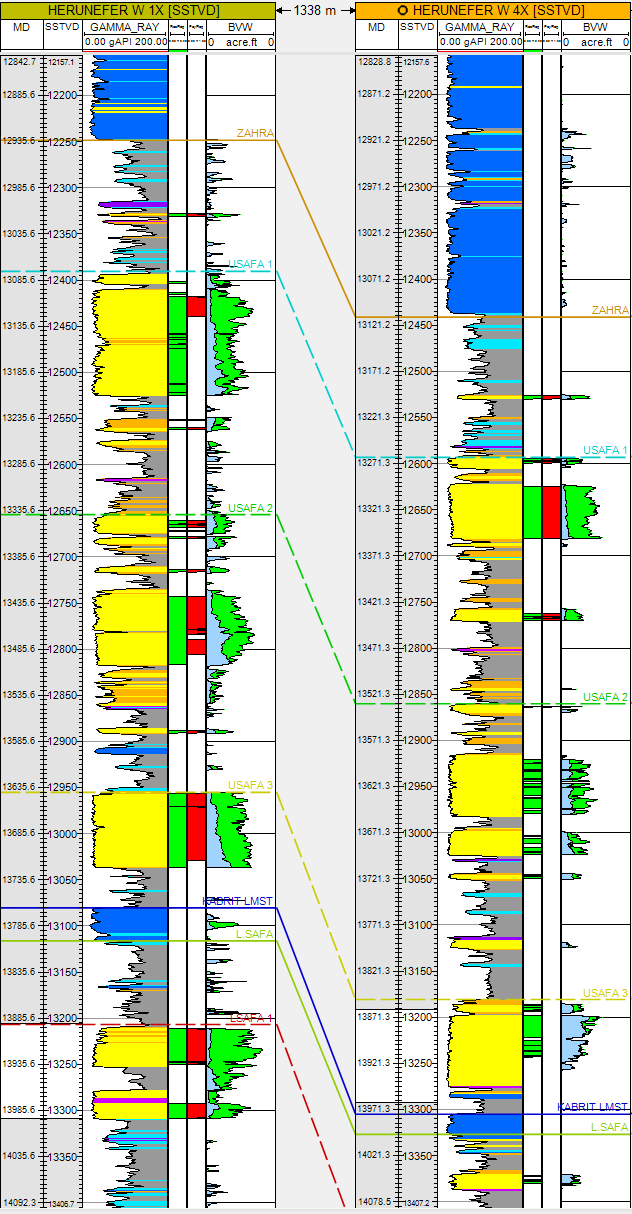 HERUNEFER W 1X [SSTVD]
1338 m
HERUNEFER W 4X [SSTVD]
MD SSTVD GAMMA_RAY BVW
0.00 gAPI 200.00 0 acre.ft 0
MD SSTVD GAMMA_RAY BVW
0.00 gAPI 200.00 0 acre.ft 0
12842.7 12157.1
12885.6 12200
12935.6 12250
ZAHRA
12985.6 12300
13035.6 12350
USAFA 1
13085.6 12400
13135.6 12450
13185.6 12500
13235.6 12550
13285.6 12600
USAFA 2
13335.6 12650
13385.6 12700
13435.6 12750
13485.6 12800
13535.6 12850
13585.6 12900
USAFA 3
13635.6 12950
13685.6 13000
13735.6 13050
KABRIT LMST
13785.6 13100
L.SAFA
13835.6 13150
13885.6 13200
LSAFA 1
13935.6 13250
13985.6 13300
14035.6 13350
14092.3 13406.7
12828.8 12157.6
12871.2 12200
12921.2 12250
12971.2 12300
13021.2 12350
13071.2 12400
ZAHRA
13121.2 12450
13171.2 12500
13221.3 12550
USAFA 1
13271.3 12600
13321.3 12650
13371.3 12700
13421.3 12750
13471.3 12800
13521.3 12850
USAFA 2
13571.3 12900
13621.3 12950
13671.3 13000
13721.3 13050
13771.3 13100
13821.3 13150
USAFA 3
13871.3 13200
13921.3 13250
13971.3 13300
KABRIT LMST
L.SAFA
14021.3 13350
14078.5 13407.2